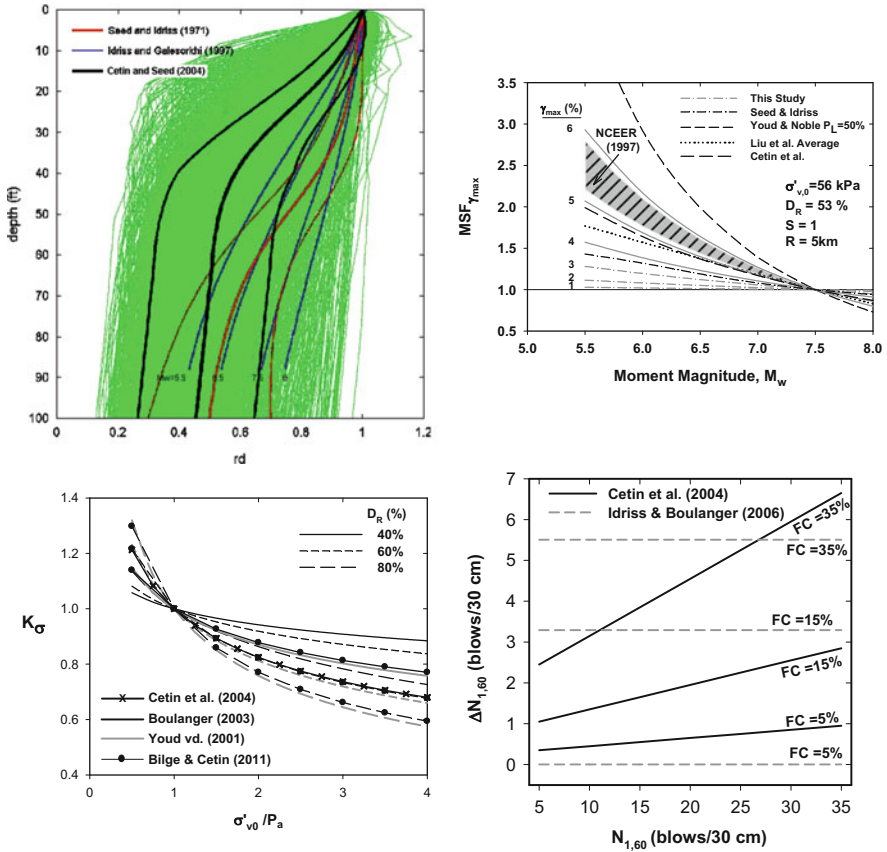 0
10
20
30
40
50
60
70
80
90
100
depth (ft)
Seed and Idriss (1971)
Idriss and Golesorkhi (1997)
Cetin and Seed (2004)
0
0.2
0.4
0.6
0.8
1
1.2
rd
3.5
3.0
2.5
2.0
1.5
1.0
0.5
MSFγmax
γmax (%)
6
5
4
3
2
1
NCEER
(1997)
This Study
Seed & Idriss
Youd & Noble PL=50%
Liu et al. Average
Cetin et al.
σ'v,0=56 kPa
DR = 53 %
S = 1
R = 5km
5.0
5.5
6.0
6.5
7.0
7.5
8.0
Moment Magnitude, Mw
1.4
1.2
1.0
0.8
0.6
0.4
Kσ
DR (%)
40%
60%
80%
Cetin et al. (2004)
Boulanger (2003)
Youd vd. (2001)
Bilge & Cetin (2011)
0
1
2
3
4
σ'v0 /Pa
7
6
5
4
3
2
1
0
ΔN1,60 (blows/30 cm)
Cetin et al. (2004)
Idriss & Boulanger (2006)
FC =35%
FC =35%
FC =15%
FC =15%
FC =5%
FC =5%
5
10
15
20
25
30
35
N1,60 (blows/30 cm)